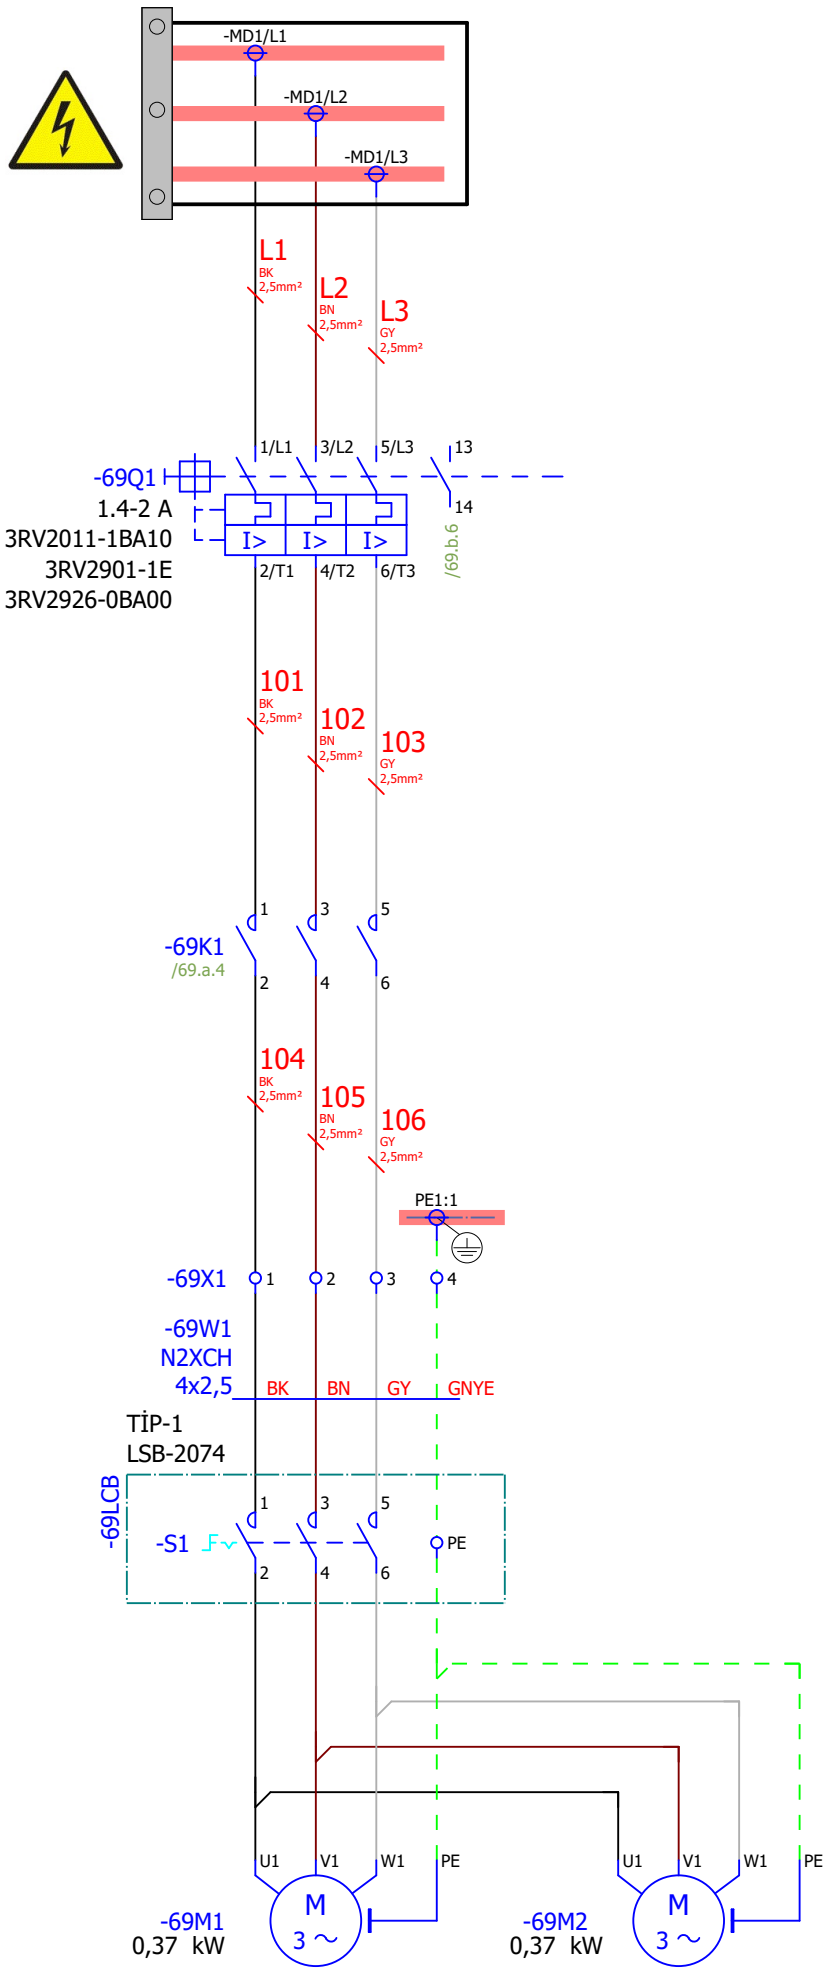 -MD1/L1
-MD1/L2
-MD1/L3
L1
BK
2,5mm²
L2
BN
2,5mm²
L3
GY
2,5mm²
1/L1 3/L2 5/L3 13
-69Q1
1.4-2 A
14
3RV2011-1BA10
I> I> I>
/69.b.6
3RV2901-1E
2/T1 4/T2 6/T3
3RV2926-0BA00
101
BK
2,5mm²
102
BN
2,5mm²
103
GY
2,5mm²
1 3 5
-69K1
/69.a.4
2 4 6
104
BK
2,5mm²
105
BN
2,5mm²
106
GY
2,5mm²
PE1:1
-69X1 1 2 3 4
-69W1
N2XCH
4x2,5 BK BN GY GNYE
TİP-1
LSB-2074
-69LCB
1 3 5
-S1 PE
2 4 6
U1 V1 W1 PE U1 V1 W1 PE
M M
-69M1 3 ~ -69M2 3 ~
0,37 kW 0,37 kW